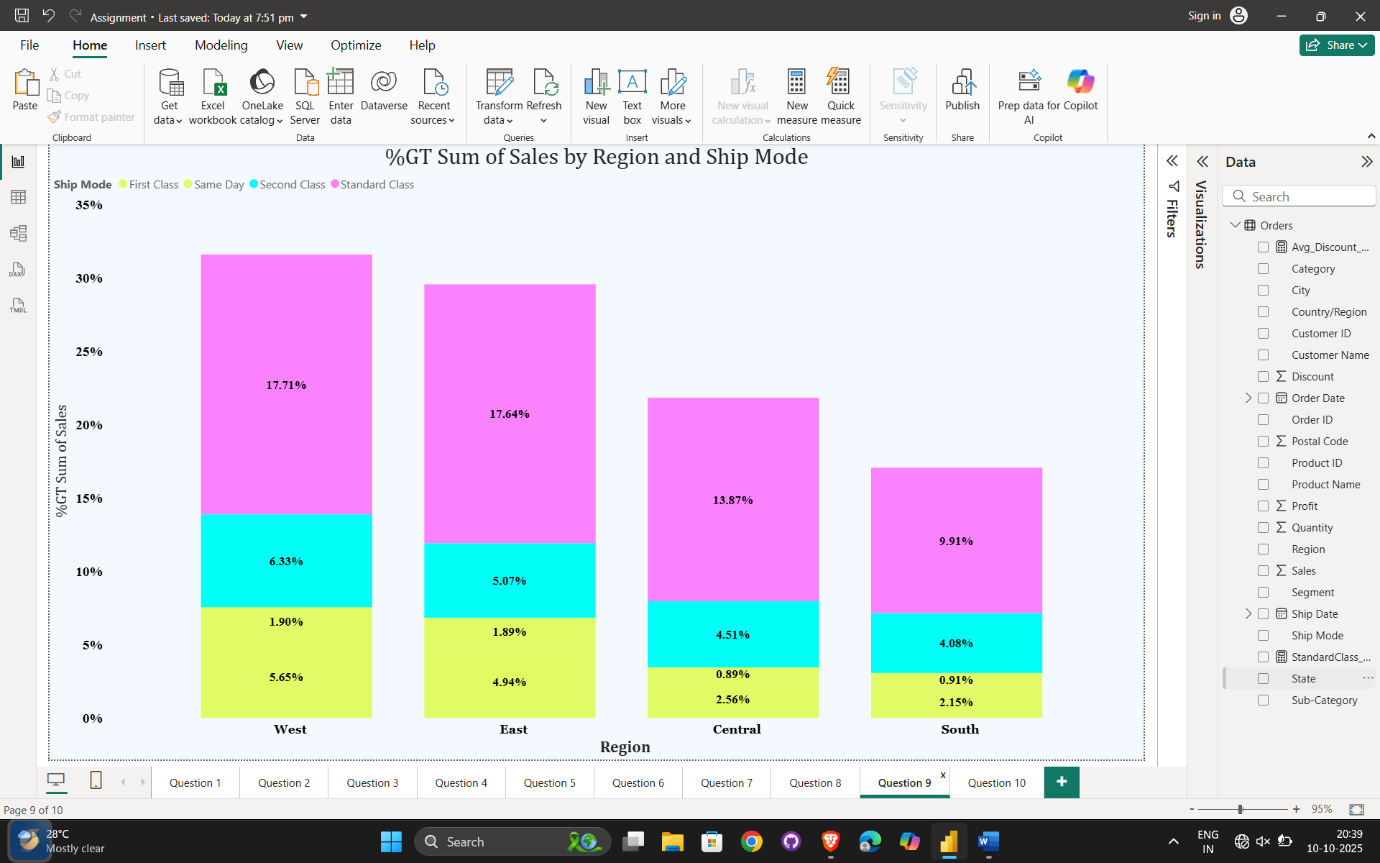 Assignment • Last saved: Today at 7:51 pm
Sign in
File Home Insert Modeling View Optimize Help
Share
Paste
Cut
Copy
Format painter
Clipboard
Get data
Excel workbook
OneLake catalog
SQL Server
Enter data
Dataverse
Recent sources
Data
Transform data
Refresh
Queries
New visual
Text box
More visuals
Insert
New visual calculation
New measure
Quick measure
Calculations
Sensitivity
Sensitivity
Publish
Share
Prep data for AI
Copilot
Copilot
DAX
TMDL
%GT Sum of Sales by Region and Ship Mode
Ship Mode First Class Same Day Second Class Standard Class
%GT Sum of Sales
35%
30%
25%
20%
15%
10%
5%
0%
17.71%
6.33%
1.90%
5.65%
West
17.64%
5.07%
1.89%
4.94%
East
13.87%
4.51%
0.89%
2.56%
Central
9.91%
4.08%
0.91%
2.15%
South
Region
Filters
Visualizations
Data
Search
Orders
Avg_Discount_...
Category
City
Country/Region
Customer ID
Customer Name
Discount
Order Date
Order ID
Postal Code
Product ID
Product Name
Profit
Quantity
Region
Sales
Segment
Ship Date
Ship Mode
StandardClass_...
State
Sub-Category
Question 1 Question 2 Question 3 Question 4 Question 5 Question 6 Question 7 Question 8 Question 9 Question 10
Page 9 of 10
95%
28°C
Mostly clear
Search
ENG
IN
20:39
10-10-2025